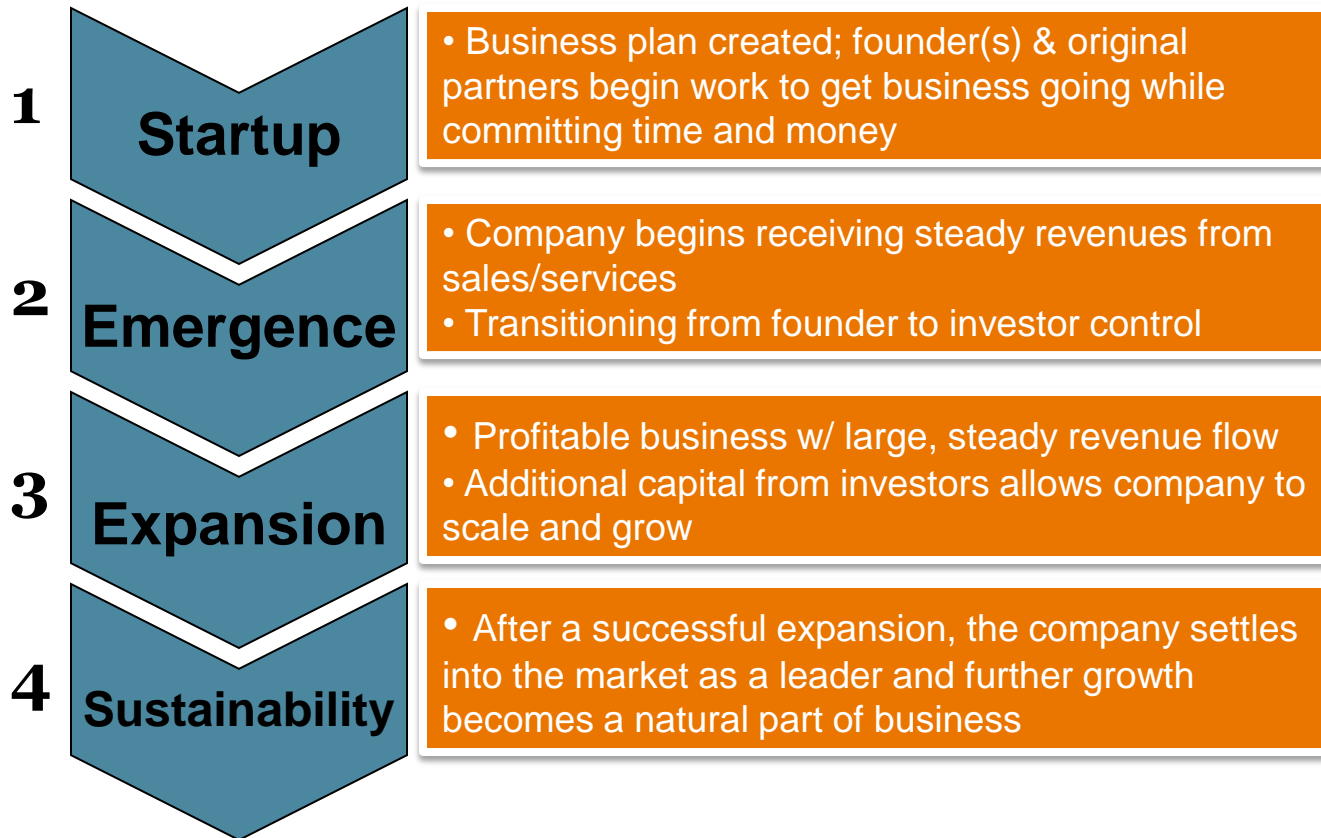 1
Startup
• Business plan created; founder(s) & original
partners begin work to get business going while
committing time and money
2
Emergence
• Company begins receiving steady revenues from
sales/services
• Transitioning from founder to investor control
3
Expansion
• Profitable business w/ large, steady revenue flow
• Additional capital from investors allows company to
scale and grow
4
Sustainability
• After a successful expansion, the company settles
into the market as a leader and further growth
becomes a natural part of business